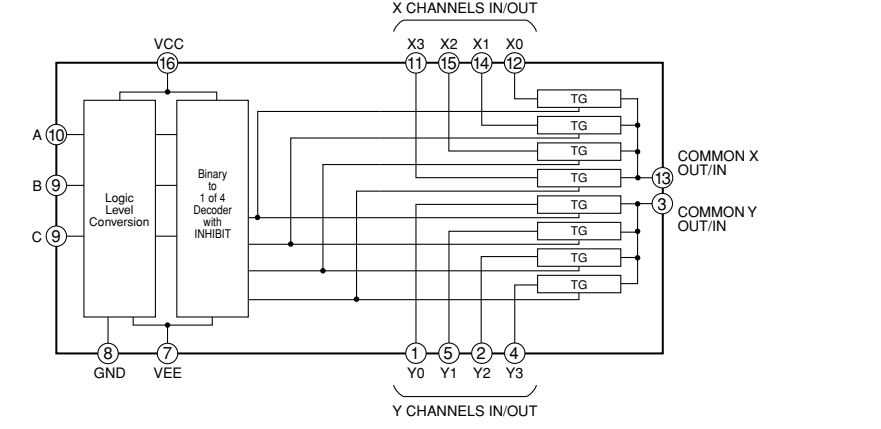 X CHANNELS IN/OUT
VCC X3 X2 X1 X0
16 11 15 14 12
TG
A 10 TG
TG
TG 13 COMMON X
OUT/IN
B 9 Logic
Level
Conversion
Binary
to
1 of 4
Decoder
with
INHIBIT
TG 3 COMMON Y
OUT/IN
C 9 TG
TG
TG
8 7 1 5 2 4
GND VEE Y0 Y1 Y2 Y3
Y CHANNELS IN/OUT